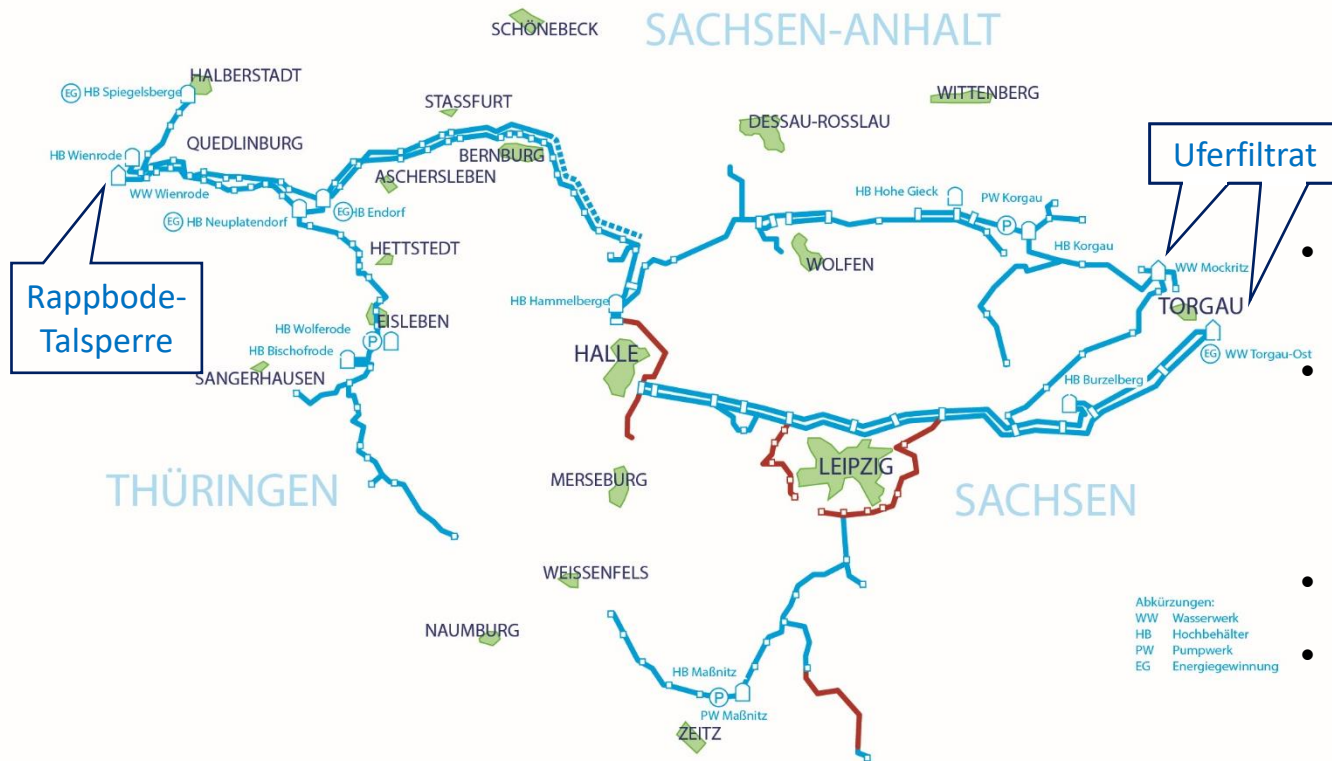 SCHÖNEBECK
SACHSEN-ANHALT
HALBERSTADT
EG HB Spiegelsberge
STASSFURT
WITTENBERG
DESSAU-ROSSLAU
QUEDLINBURG
HB Wienrode
BERNBURG
Uferfiltrat
WW Wienrode
ASCHERSLEBEN
HB Hohe Gieck
PW Korgau
P
EG HB Neuplatendorf
EG HB Endorf
HB Korgau
HETTSTEDT
WOLFEN
WW Mockritz
Rappbode-
Talsperre
HB Hammelberge
TORGAU
EISLEBEN
HB Wolferode
P
HALLE
HB Bischofrode
EG WW Torgau-Ost
SANGERHAUSEN
HB Burzelberg
LEIPZIG
THÜRINGEN
MERSEBURG
SACHSEN
WEISSENFELS
NAUMBURG
Abkürzungen:
WW Wasserwerk
HB Hochbehälter
PW Pumpwerk
EG Energiegewinnung
HB Maßnitz
P
PW Maßnitz
ZEITZ